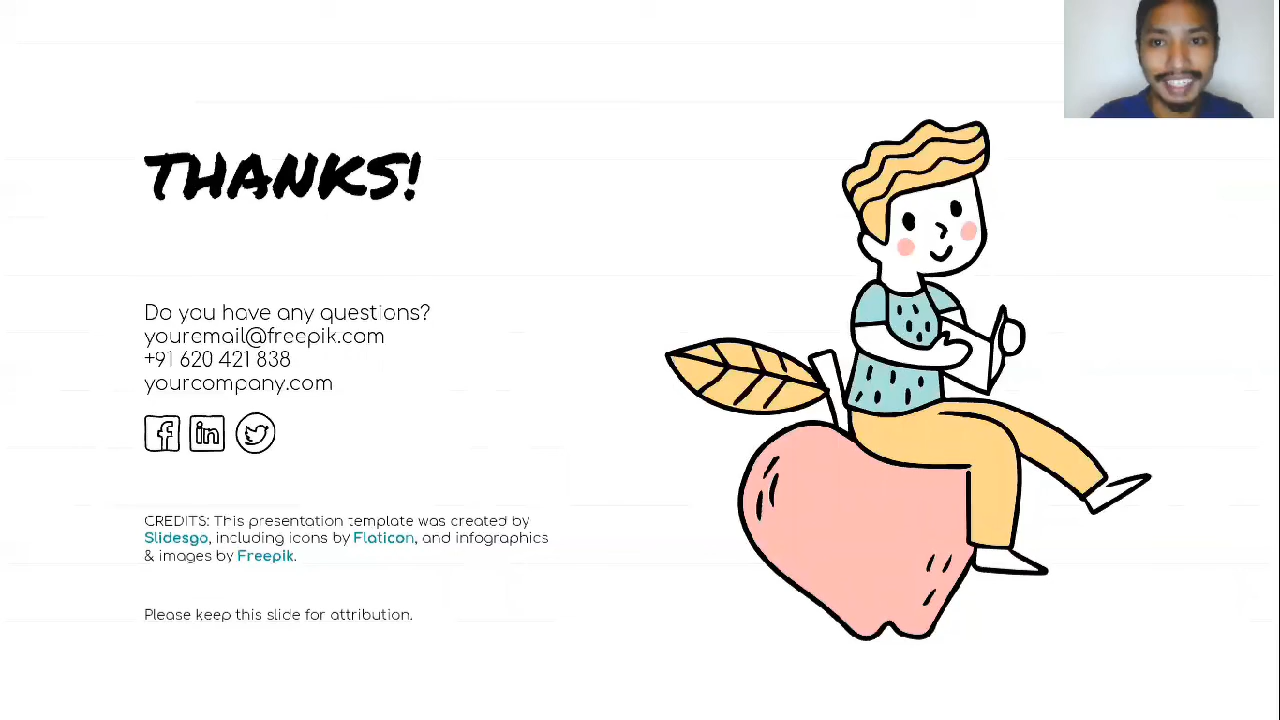 THANKS!
Do you have any questions?
youremail@freepik.com
+91 620 421 838
yourcompany.com
f in
CREDITS: This presentation template was created by
Slidesgo, including icons by Flaticon, and infographics
& images by Freepik.
Please keep this slide for attribution.